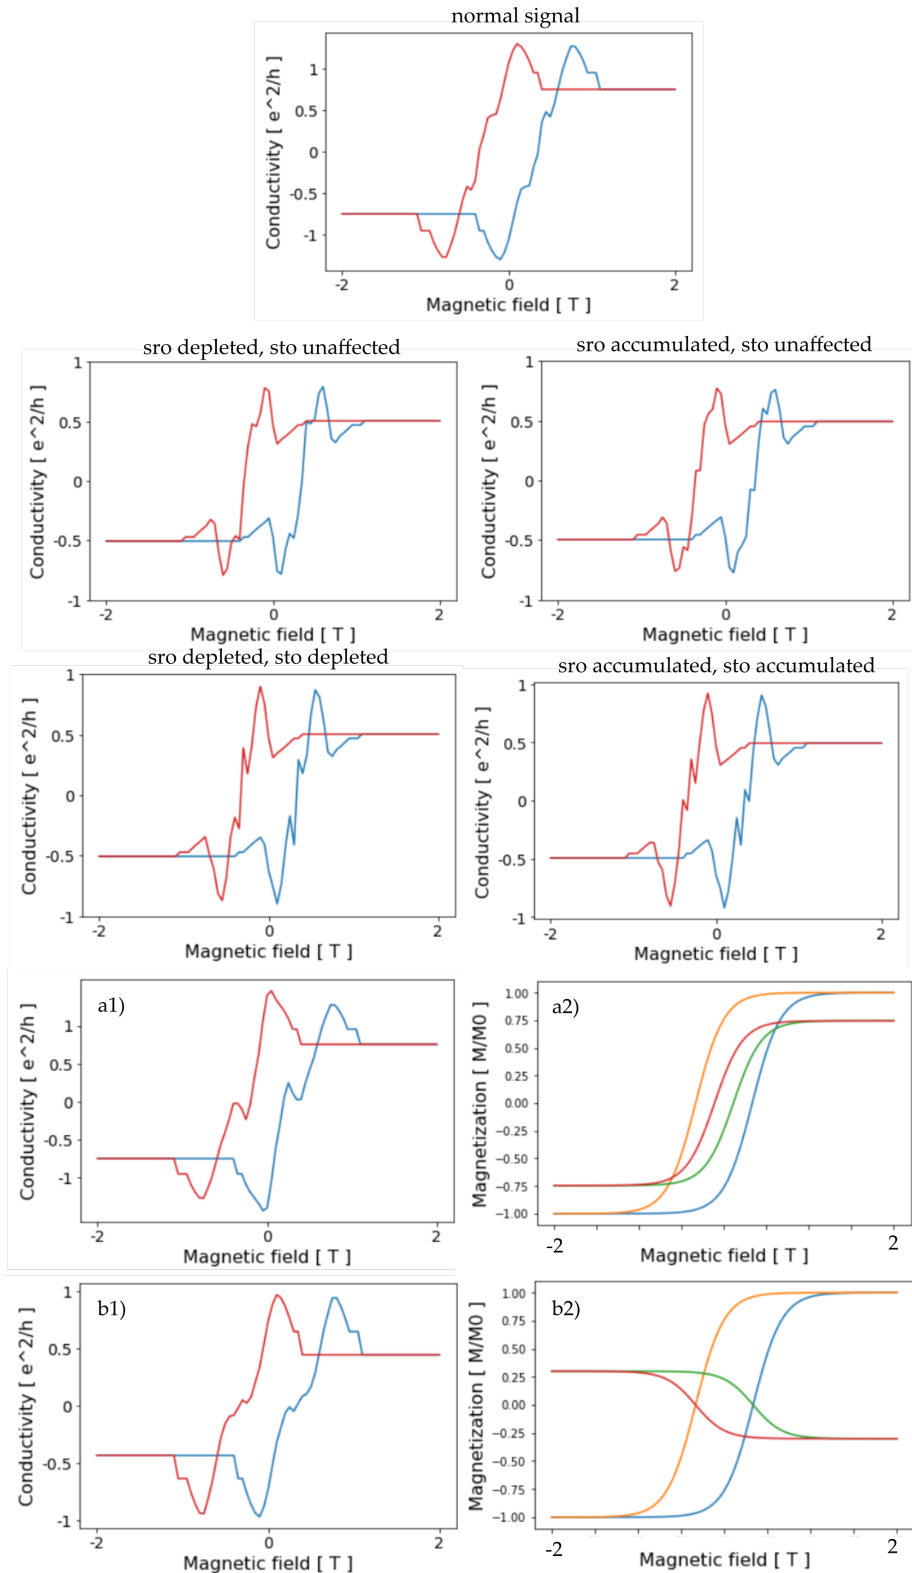 normal signal
Conductivity [ e^2/h ]
1
0.5
0
-0.5
-1
-2 0 2
Magnetic field [ T ]
sro depleted, sto unaffected
Conductivity [ e^2/h ]
1
0.5
0
-0.5
-1
-2 0 2
Magnetic field [ T ]
sro accumulated, sto unaffected
Conductivity [ e^2/h ]
1
0.5
0
-0.5
-1
-2 0 2
Magnetic field [ T ]
sro depleted, sto depleted
Conductivity [ e^2/h ]
1
0.5
0
-0.5
-1
-2 0 2
Magnetic field [ T ]
sro accumulated, sto accumulated
Conductivity [ e^2/h ]
1
0.5
0
-0.5
-1
-2 0 2
Magnetic field [ T ]
a1)
Conductivity [ e^2/h ]
1
0.5
0
-0.5
-1
-2 0 2
Magnetic field [ T ]
a2)
Magnetization [ M/M0 ]
1.00
0.75
0.50
0.25
0.00
−0.25
−0.50
−0.75
−1.00
-2 2
Magnetic field [ T ]
b1)
Conductivity [ e^2/h ]
1
0.5
0
-0.5
-1
-2 0 2
Magnetic field [ T ]
b2)
Magnetization [ M/M0 ]
1.00
0.75
0.50
0.25
0.00
−0.25
−0.50
−0.75
−1.00
-2 2
Magnetic field [ T ]